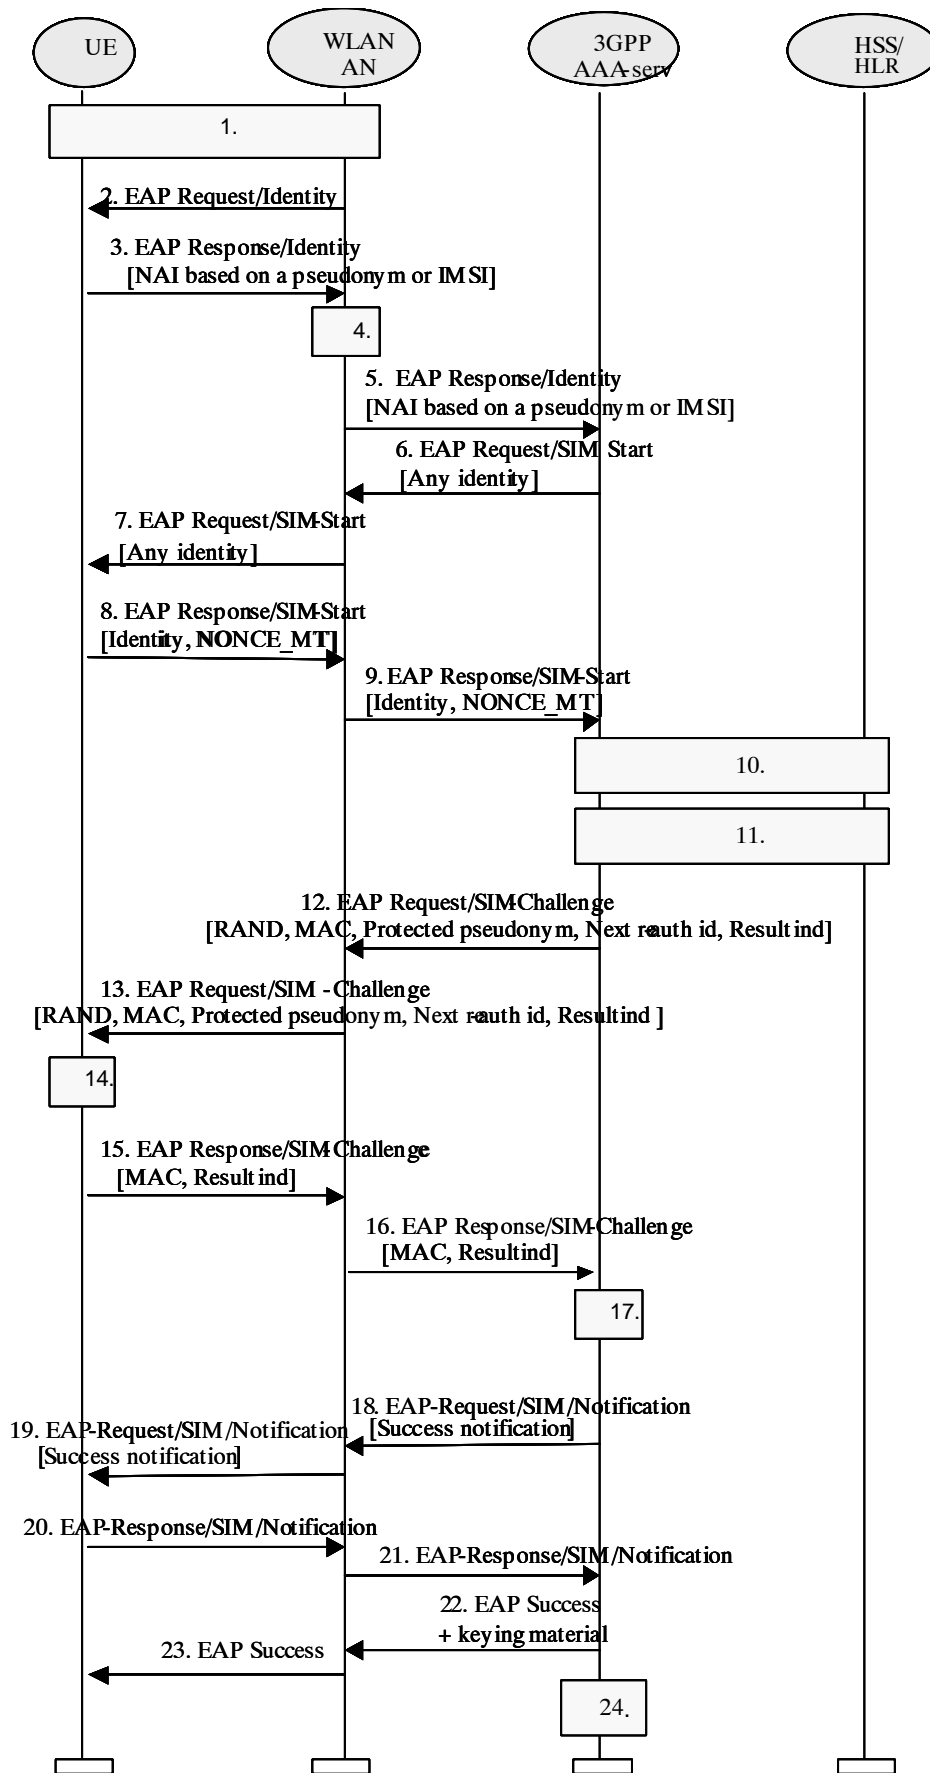 UE
WLAN
AN
3GPP
AAA-serv
HSS/
HLR
1.
2. EAP Request/Identity
3. EAP Response/Identity
[NAI based on a pseudonym or IMSI]
4.
5. EAP Response/Identity
[NAI based on a pseudonym or IMSI]
6. EAP Request/SIM Start
[Any identity]
7. EAP Request/SIM-Start
[Any identity]
8. EAP Response/SIM-Start
[Identity, NONCE_MT]
9. EAP Response/SIM-Start
[Identity, NONCE_MT]
10.
11.
12. EAP Request/SIM-Challenge
[RAND, MAC, Protected pseudonym, Next re-auth id, Result ind]
13. EAP Request/SIM -Challenge
[RAND, MAC, Protected pseudonym, Next re-auth id, Result ind ]
14.
15. EAP Response/SIM-Challenge
[MAC, Result ind]
16. EAP Response/SIM-Challenge
[MAC, Result ind]
17.
18. EAP-Request/SIM/Notification
[Success notification]
19. EAP-Request/SIM/Notification
[Success notification]
20. EAP-Response/SIM/Notification
21. EAP-Response/SIM/Notification
22. EAP Success
+ keying material
23. EAP Success
24.